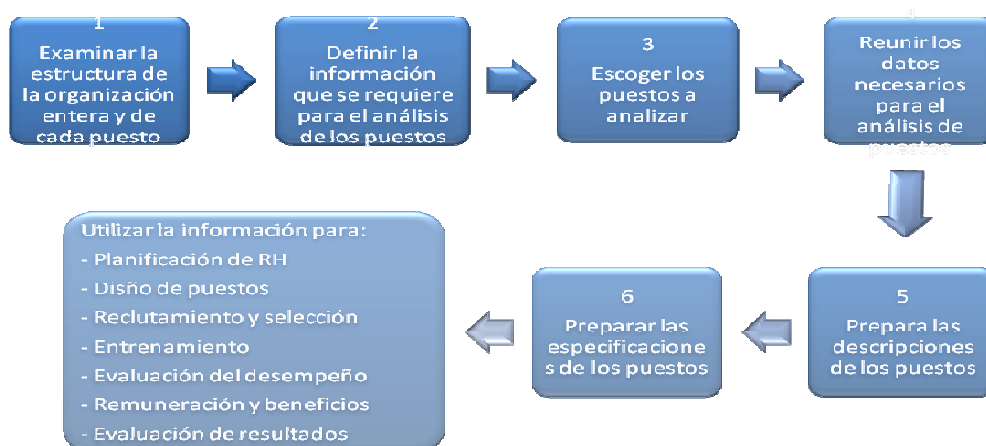 1
Examinar la
estructura de
la organización
entera y de
cada puesto
2
Definir la
información
que se requiere
para el análisis
de los puestos
3
Escoger los
puestos a
analizar
4
Reunir los
datos
necesarios
para el
análisis de
puestos
5
Prepara las
descripciones
de los puestos
6
Preparar las
especificacione
s de los puestos
Utilizar la información para:
- Planificación de RH
- Disño de puestos
- Reclutamiento y selección
- Entrenamiento
- Evaluación del desempeño
- Remuneración y beneficios
- Evaluación de resultados